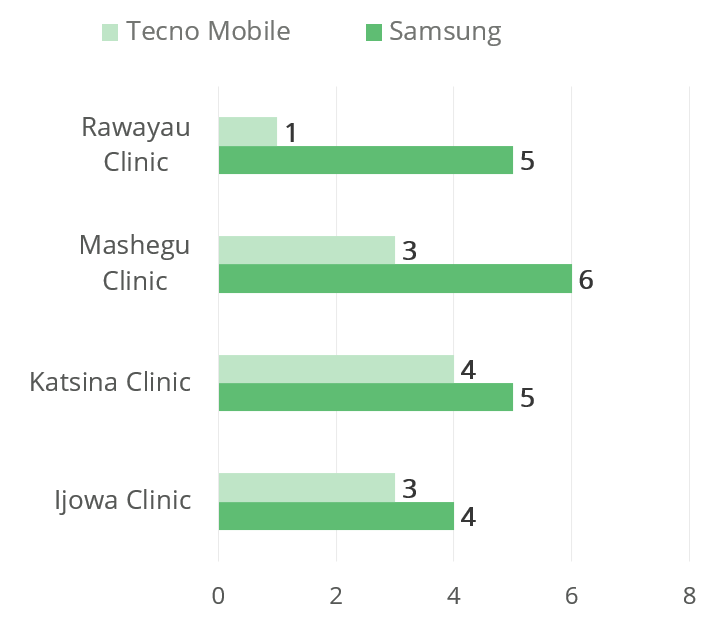 Tecno Mobile Samsung
Rawayau
Clinic
1
5
Mashegu
Clinic
3
6
Katsina Clinic
4
5
Ijowa Clinic
3
4
0 2 4 6 8